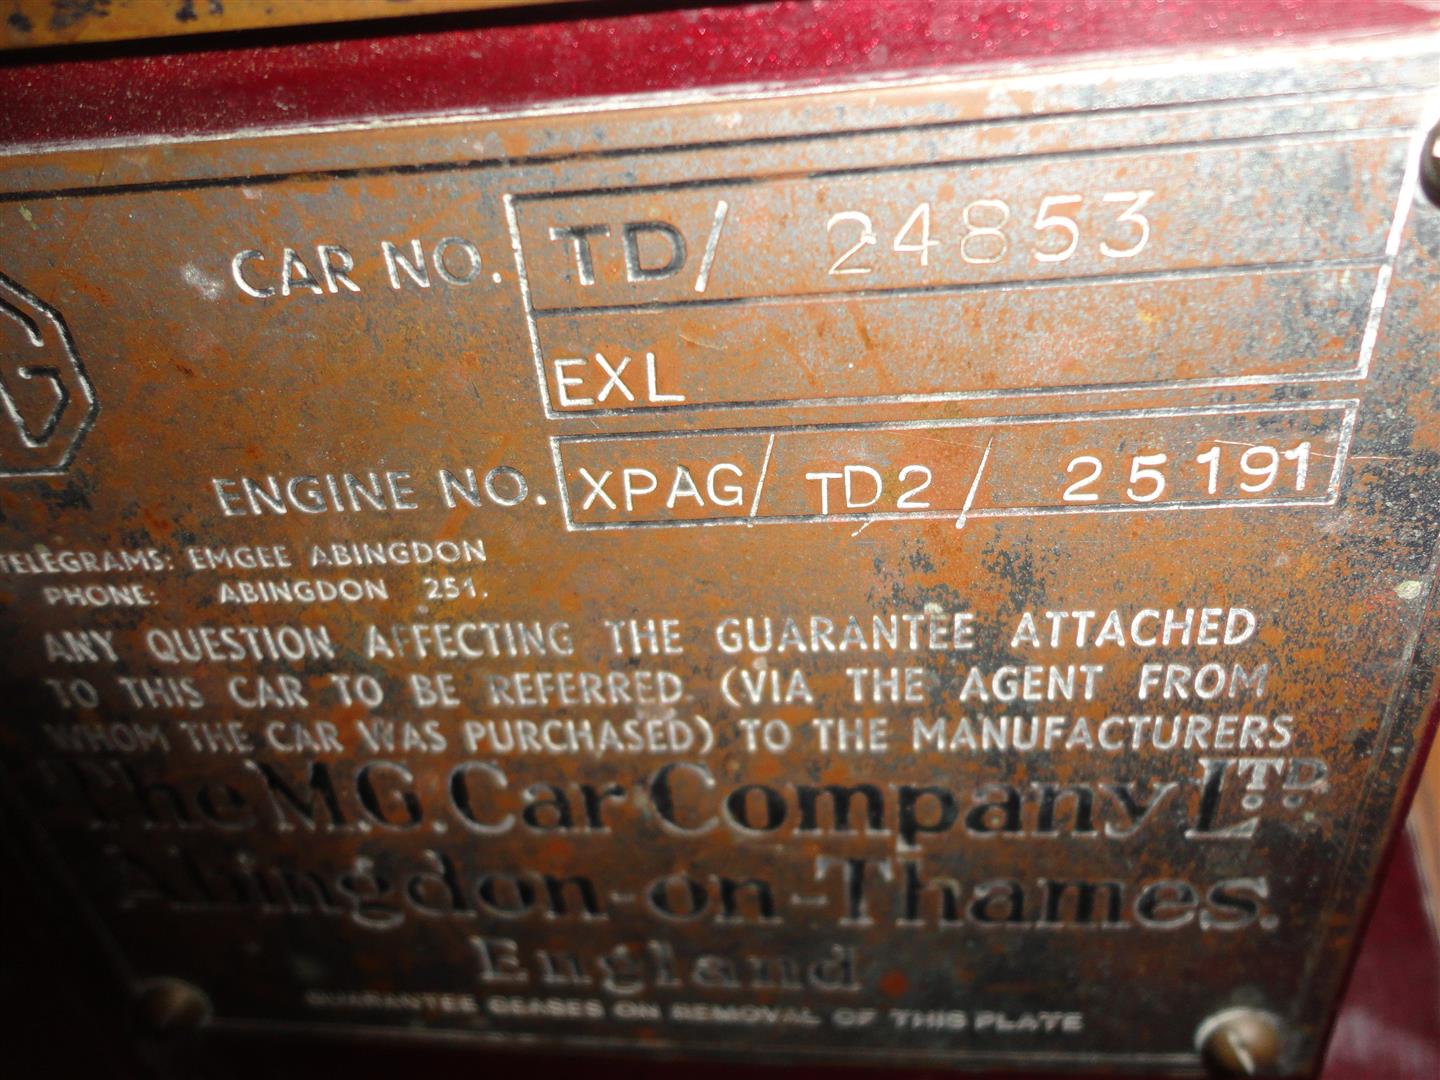 CAR NO. TD/ 24853
EXL
G
ENGINE NO. XPAG/ TD2 / 25191
TELEGRAMS: EMGEE ABINGDON
PHONE: ABINGDON 251.
ANY QUESTION AFFECTING THE GUARANTEE ATTACHED
TO THIS CAR TO BE REFERRED (VIA THE AGENT FROM
WHOM THE CAR WAS PURCHASED) TO THE MANUFACTURERS
The M.G. Car Company LTD.
Abingdon-on-Thames.
England
GUARANTEE CEASES ON REMOVAL OF THIS PLATE